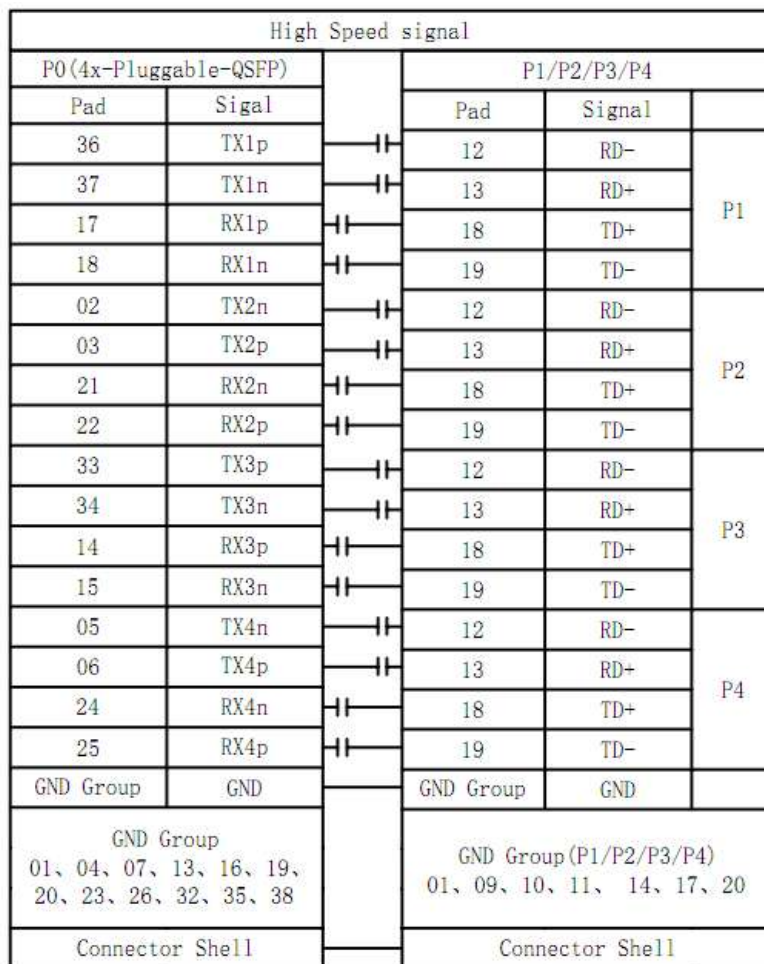 High Speed signal
P0(4x-Pluggable-QSFP) P1/P2/P3/P4
Pad Sigal Pad Signal
36 TX1p 12 RD-
37 TX1n 13 RD+
P1
17 RX1p 18 TD+
18 RX1n 19 TD-
02 TX2n 12 RD-
03 TX2p 13 RD+
P2
21 RX2n 18 TD+
22 RX2p 19 TD-
33 TX3p 12 RD-
34 TX3n 13 RD+
P3
14 RX3p 18 TD+
15 RX3n 19 TD-
05 TX4n 12 RD-
06 TX4p 13 RD+
P4
24 RX4n 18 TD+
25 RX4p 19 TD-
GND Group GND GND Group GND
GND Group
01、04、07、13、16、19、
20、23、26、32、35、38
GND Group(P1/P2/P3/P4)
01、09、10、11、 14、17、20
Connector Shell Connector Shell